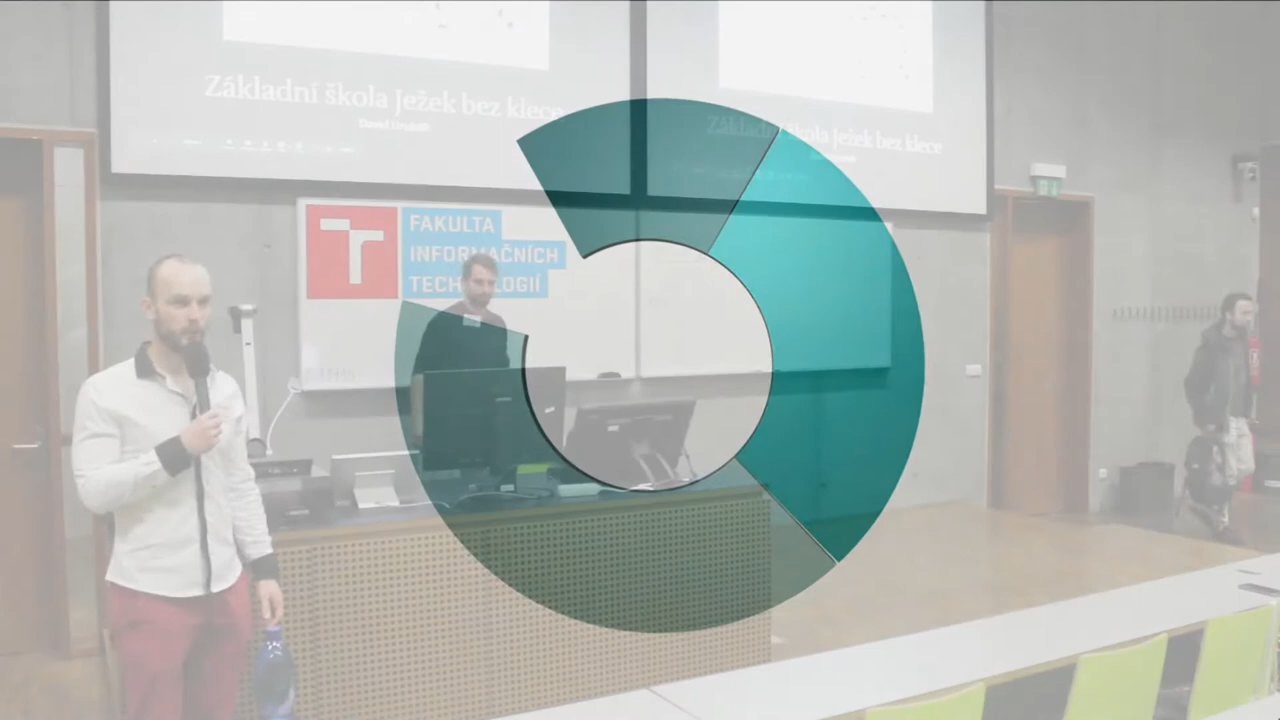 Základní škola Ježek bez klece
Základní škola Ježek bez klece
FAKULTA
INFORMAČNÍCH
TECHNOLOGIÍ